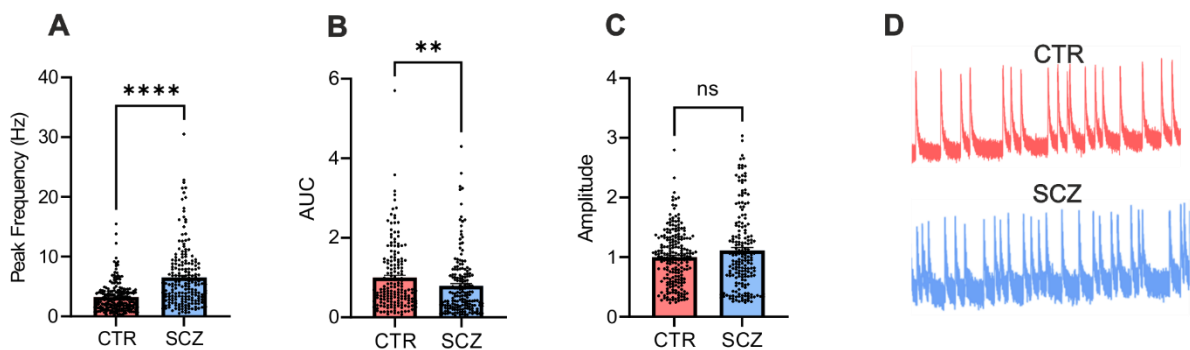 A
Peak Frequency (Hz)
40
30
20
10
0
****
CTR
SCZ
B
AUC
6
4
2
0
**
CTR
SCZ
C
Amplitude
4
3
2
1
0
ns
CTR
SCZ
D
CTR
SCZ